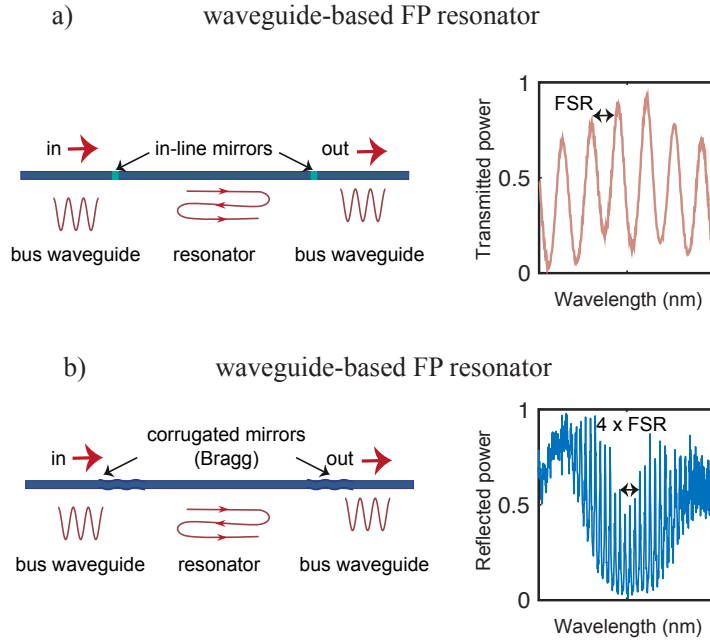 a) waveguide-based FP resonator
in in-line mirrors out
bus waveguide resonator bus waveguide
1
FSR
0.5
0
Transmitted power
Wavelength (nm)
b) waveguide-based FP resonator
corrugated mirrors
in (Bragg) out
bus waveguide resonator bus waveguide
1
4 x FSR
0.5
0
Reflected power
Wavelength (nm)